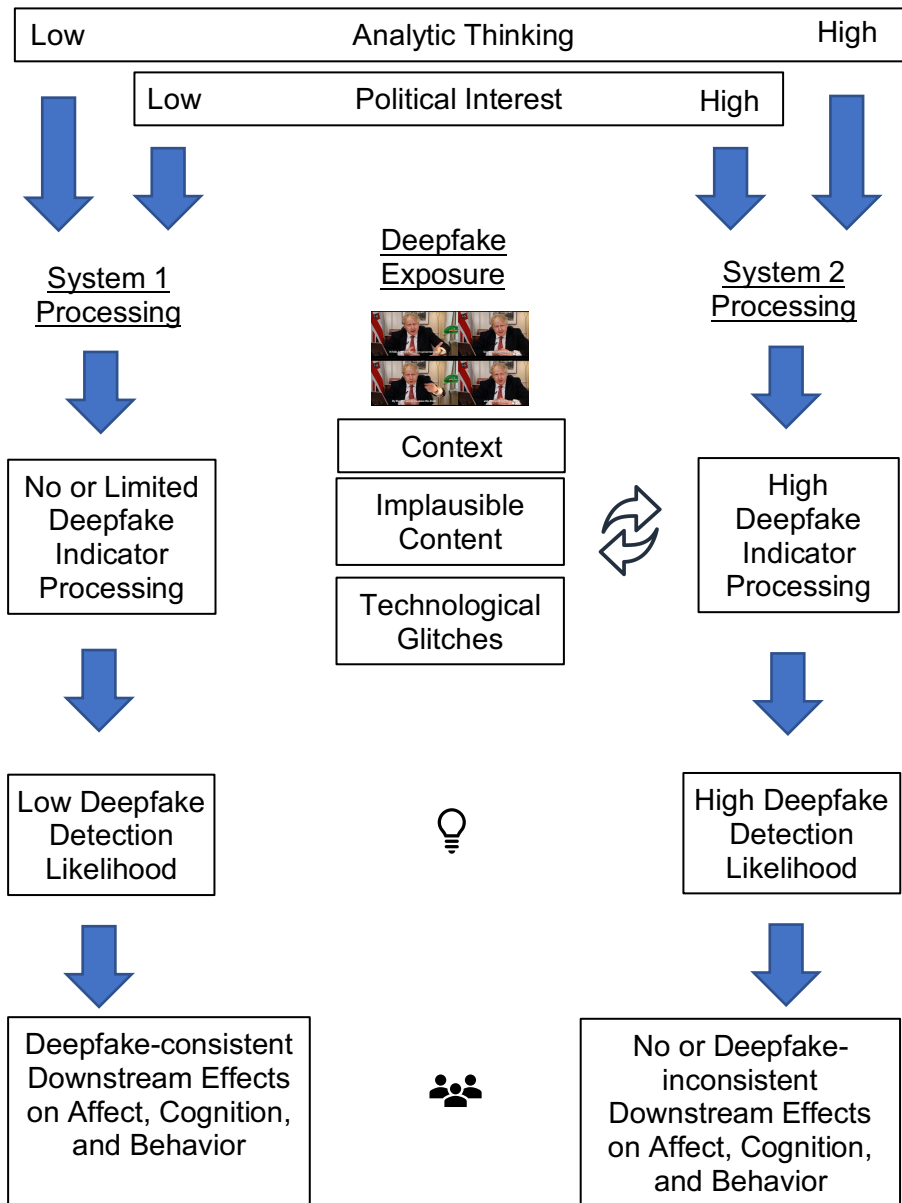 Low Analytic Thinking High
Low Political Interest High
Deepfake
Exposure
System 1
Processing
System 2
Processing
Context
Implausible
Content
Technological
Glitches
No or Limited
Deepfake
Indicator
Processing
High
Deepfake
Indicator
Processing
Low Deepfake
Detection
Likelihood
High Deepfake
Detection
Likelihood
Deepfake-consistent
Downstream Effects
on Affect, Cognition,
and Behavior
No or Deepfake-
inconsistent
Downstream Effects
on Affect, Cognition,
and Behavior